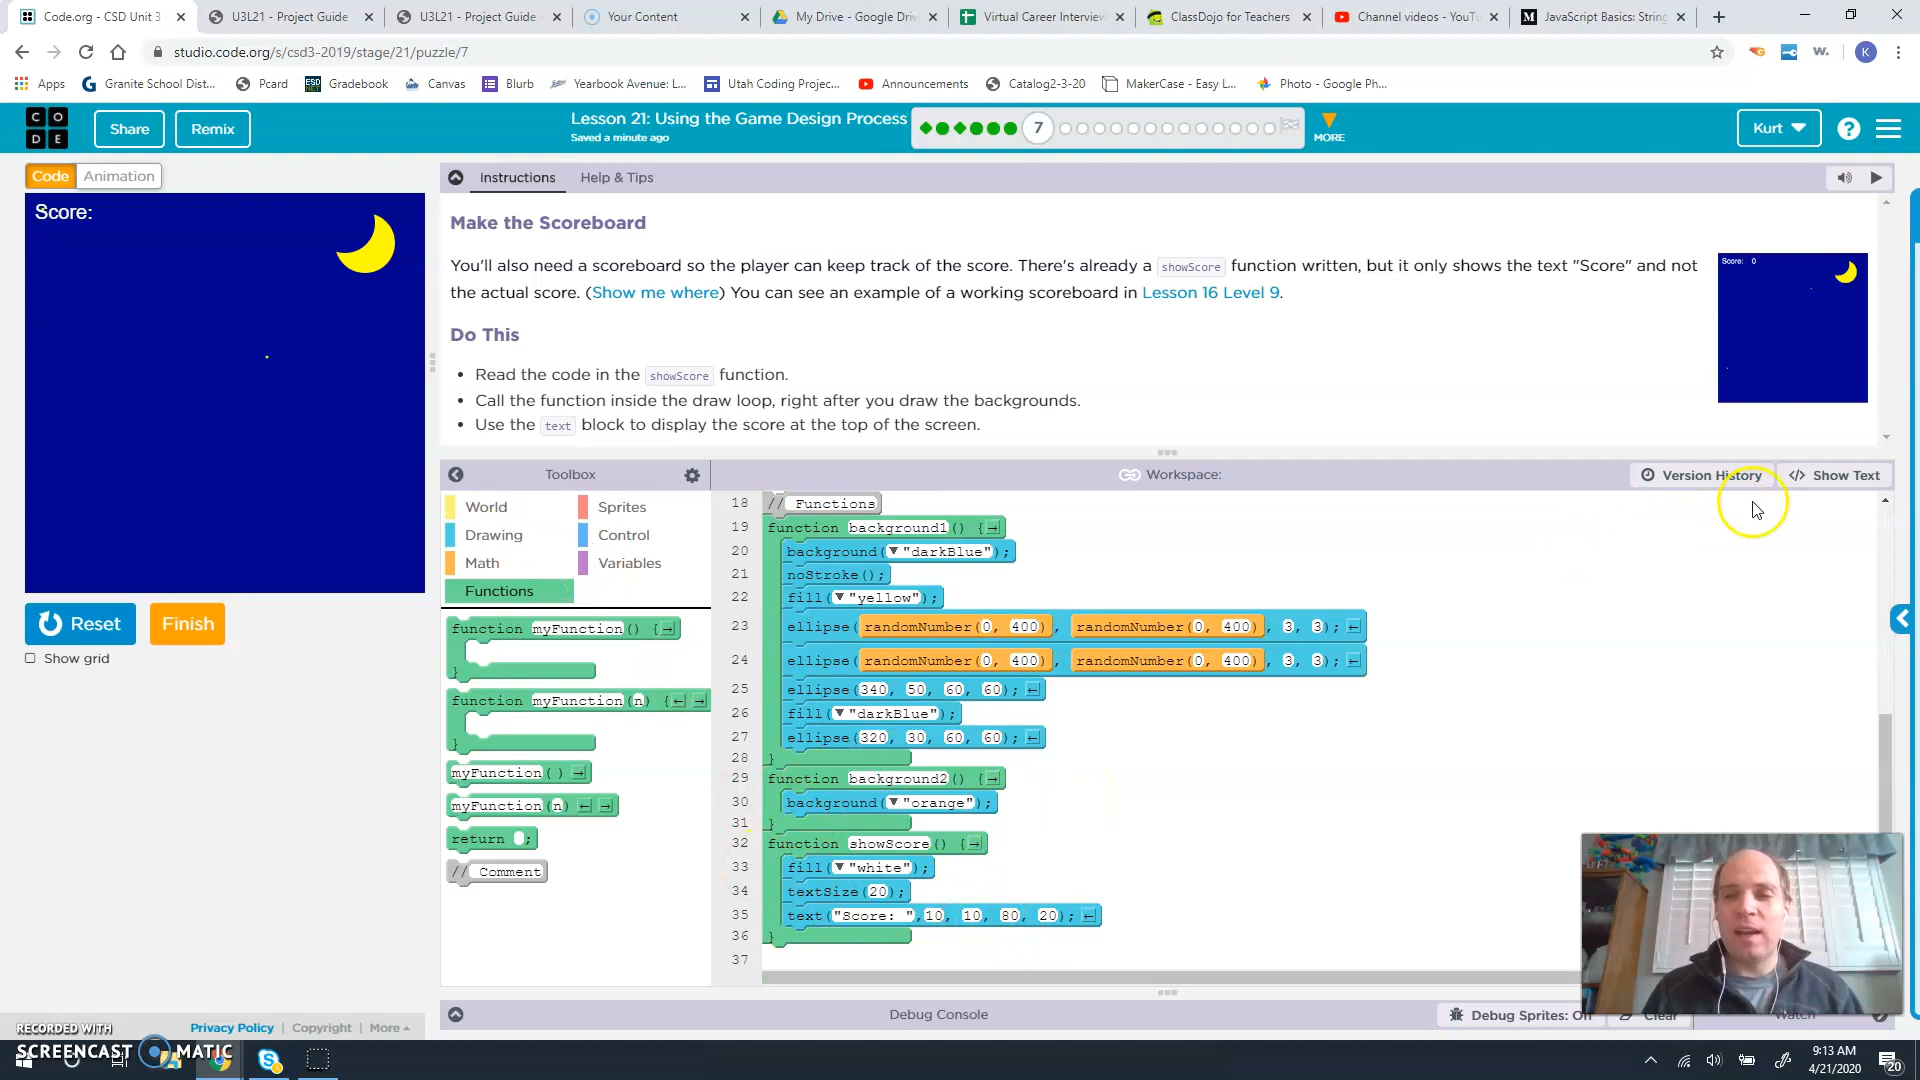 Code.org - CSD Unit 3
U3L21 - Project Guide
U3L21 - Project Guide
Your Content
My Drive - Google Driv
Virtual Career Interview
ClassDojo for Teachers
Channel videos - YouTu
JavaScript Basics: String
studio.code.org/s/csd3-2019/stage/21/puzzle/7
Apps
Granite School Dist...
Pcard
Gradebook
Canvas
Blurb
Yearbook Avenue: L...
Utah Coding Projec...
Announcements
Catalog2-3-20
MakerCase - Easy L...
Photo - Google Ph...
CODE
Share
Remix
Lesson 21: Using the Game Design Process
Saved a minute ago
7
MORE
Kurt
Code
Animation
Instructions
Help & Tips
Score:
Make the Scoreboard
You'll also need a scoreboard so the player can keep track of the score. There's already a showScore function written, but it only shows the text "Score" and not
the actual score. (Show me where) You can see an example of a working scoreboard in Lesson 16 Level 9.
Score: 0
Do This
• Read the code in the showScore function.
• Call the function inside the draw loop, right after you draw the backgrounds.
• Use the text block to display the score at the top of the screen.
Toolbox
Workspace:
Version History
Show Text
World
Sprites
Drawing
Control
Math
Variables
Functions
function myFunction() {
}
function myFunction(n) {
}
myFunction()
myFunction(n)
return ;
// Comment
18 // Functions
19 function background1() {
20 background("darkBlue");
21 noStroke();
22 fill("yellow");
23 ellipse(randomNumber(0, 400), randomNumber(0, 400), 3, 3);
24 ellipse(randomNumber(0, 400), randomNumber(0, 400), 3, 3);
25 ellipse(340, 50, 60, 60);
26 fill("darkBlue");
27 ellipse(320, 30, 60, 60);
28 }
29 function background2() {
30 background("orange");
31 }
32 function showScore() {
33 fill("white");
34 textSize(20);
35 text("Score: ",10, 10, 80, 20);
36 }
37
Reset
Finish
Show grid
Debug Console
Debug Sprites: Off
Clear
Watch
Privacy Policy | Copyright | More
RECORDED WITH
SCREENCAST MATIC
9:13 AM
4/21/2020
20